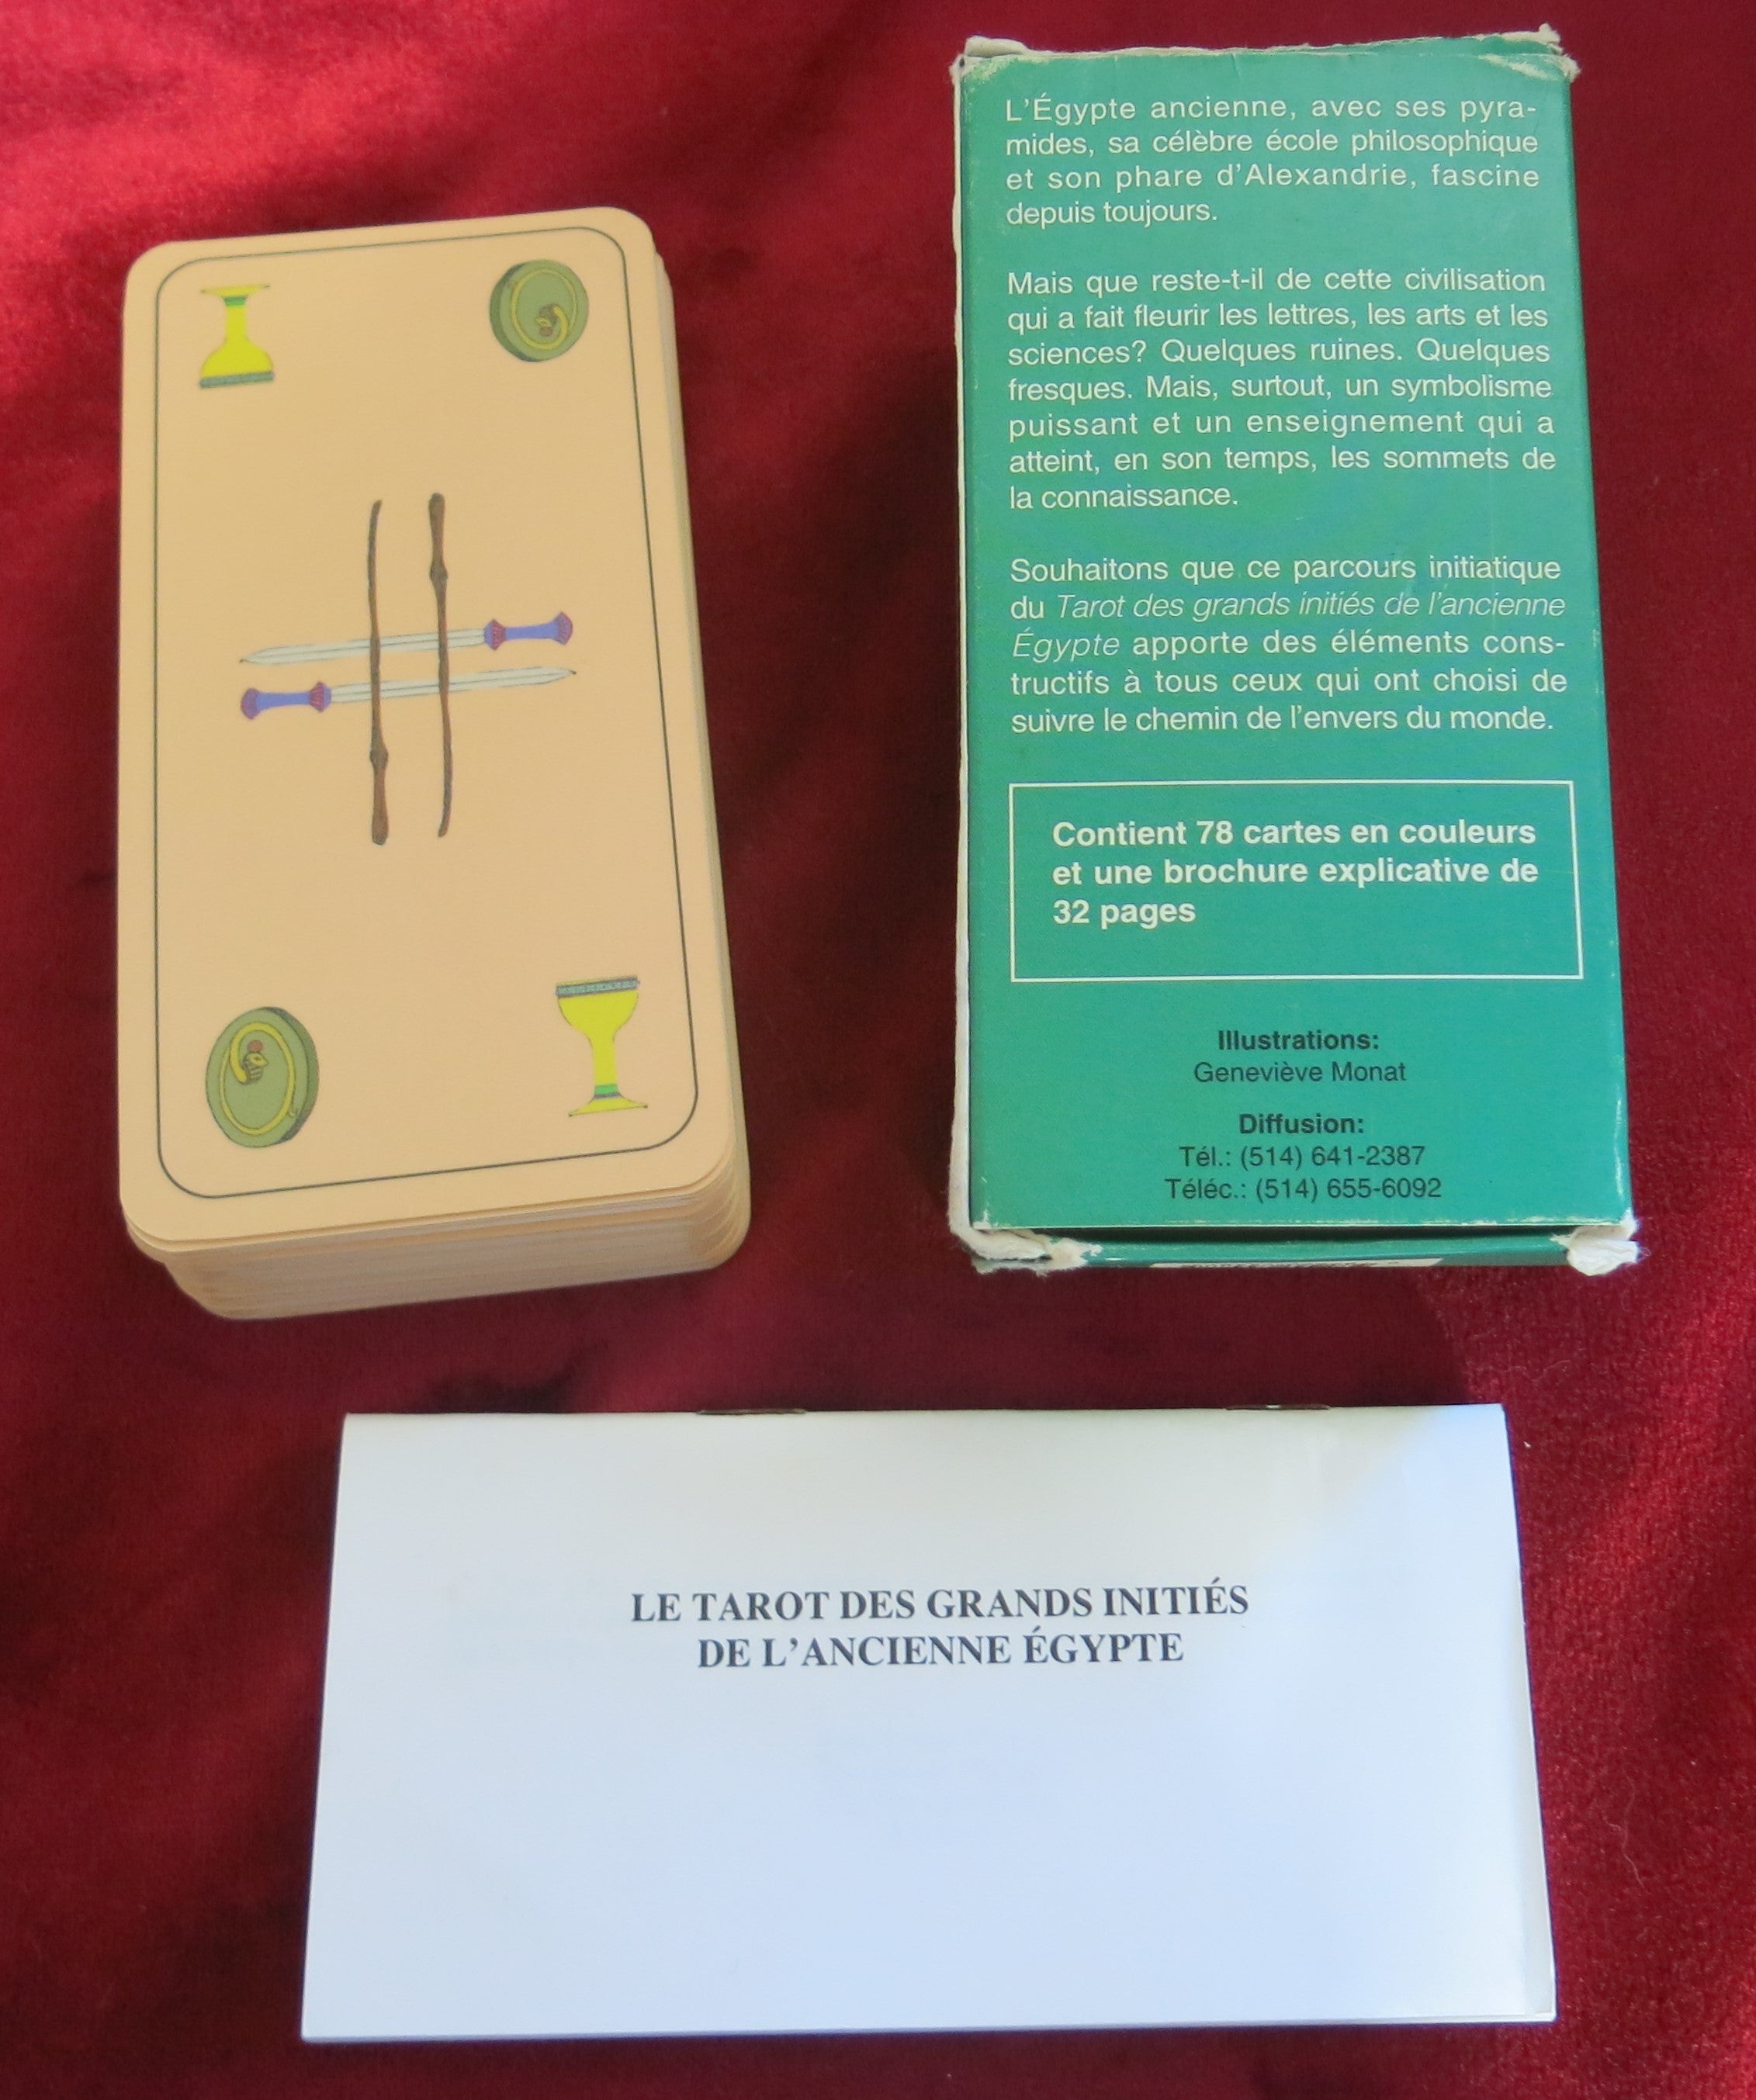 L'Égypte ancienne, avec ses pyra-
mides, sa célèbre école philosophique
et son phare d'Alexandrie, fascine
depuis toujours.
Mais que reste-t-il de cette civilisation
qui a fait fleurir les lettres, les arts et les
sciences? Quelques ruines. Quelques
fresques. Mais, surtout, un symbolisme
puissant et un enseignement qui a
atteint, en son temps, les sommets de
la connaissance.
Souhaitons que ce parcours initiatique
du Tarot des grands initiés de l'ancienne
Égypte apporte des éléments cons-
tructifs à tous ceux qui ont choisi de
suivre le chemin de l'envers du monde.
Contient 78 cartes en couleurs
et une brochure explicative de
32 pages
Illustrations:
Geneviève Monat
Diffusion:
Tél.: (514) 641-2387
Téléc.: (514) 655-6092
LE TAROT DES GRANDS INITIÉS
DE L'ANCIENNE ÉGYPTE